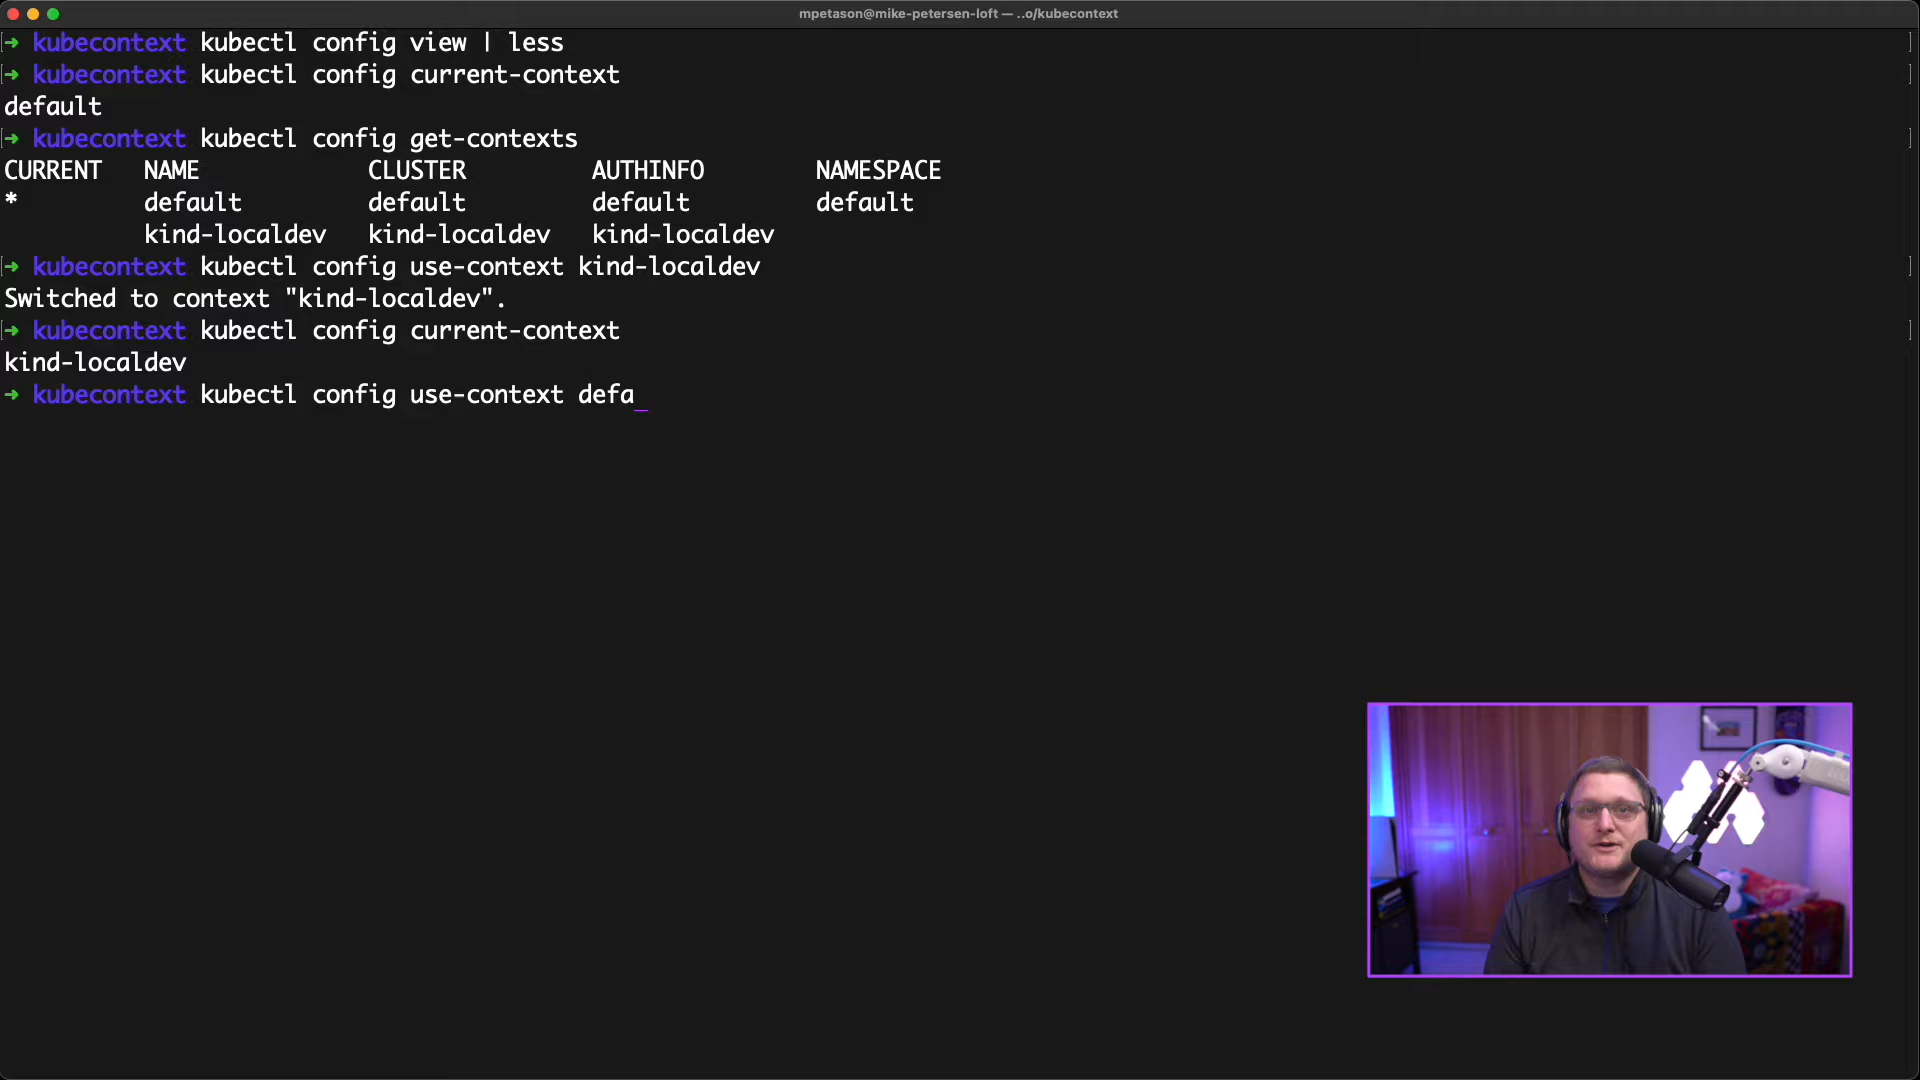 mpetason@mike-petersen-loft — ..o/kubecontext
[➜ kubecontext kubectl config view | less ]
[➜ kubecontext kubectl config current-context ]
default
[➜ kubecontext kubectl config get-contexts ]
CURRENT NAME CLUSTER AUTHINFO NAMESPACE
* default default default default
kind-localdev kind-localdev kind-localdev
[➜ kubecontext kubectl config use-context kind-localdev ]
Switched to context "kind-localdev".
[➜ kubecontext kubectl config current-context ]
kind-localdev
➜ kubecontext kubectl config use-context defa_